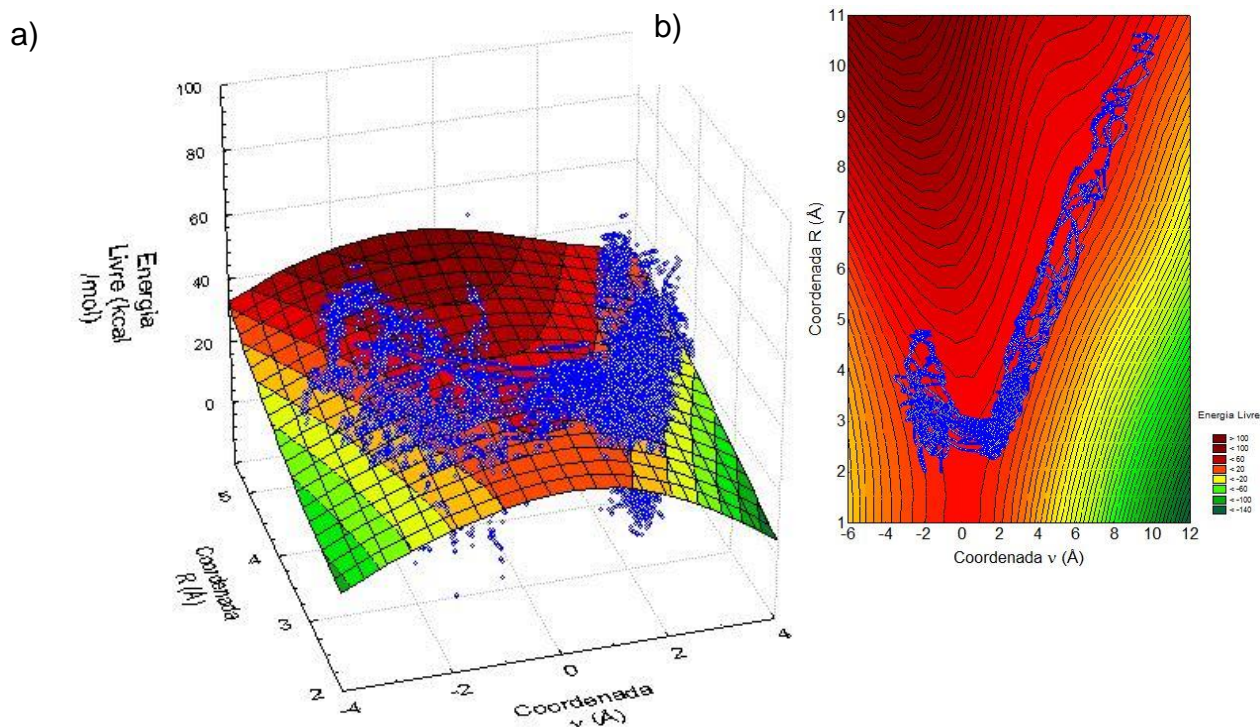 a)
100
80
60
40
20
0
Energia
Livre (kcal
/mol)
5
4
3
2
Coordenada
R (Å)
-4
-2
0
2
4
Coordenada
ν (Å)
b)
11
10
9
8
7
6
5
4
3
2
1
Coordenada R (Å)
-6 -4 -2 0 2 4 6 8 10 12
Coordenada ν (Å)
Energia Livre
> 100
< 100
< 60
< 20
< -20
< -60
< -100
< -140